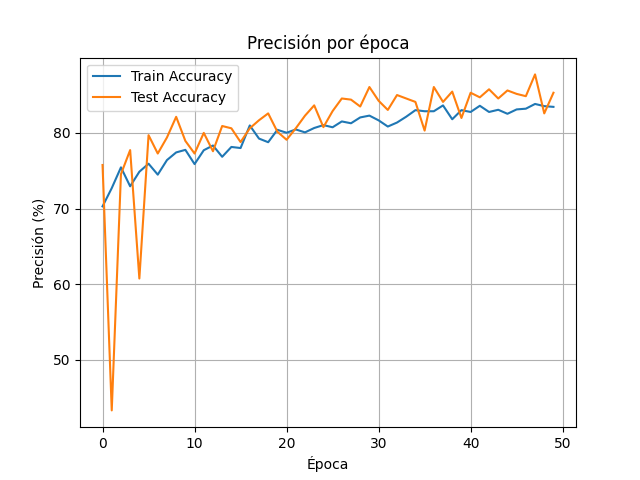 Precisión por época
Train Accuracy
Test Accuracy
Precisión (%)
80
70
60
50
0 10 20 30 40 50
Época